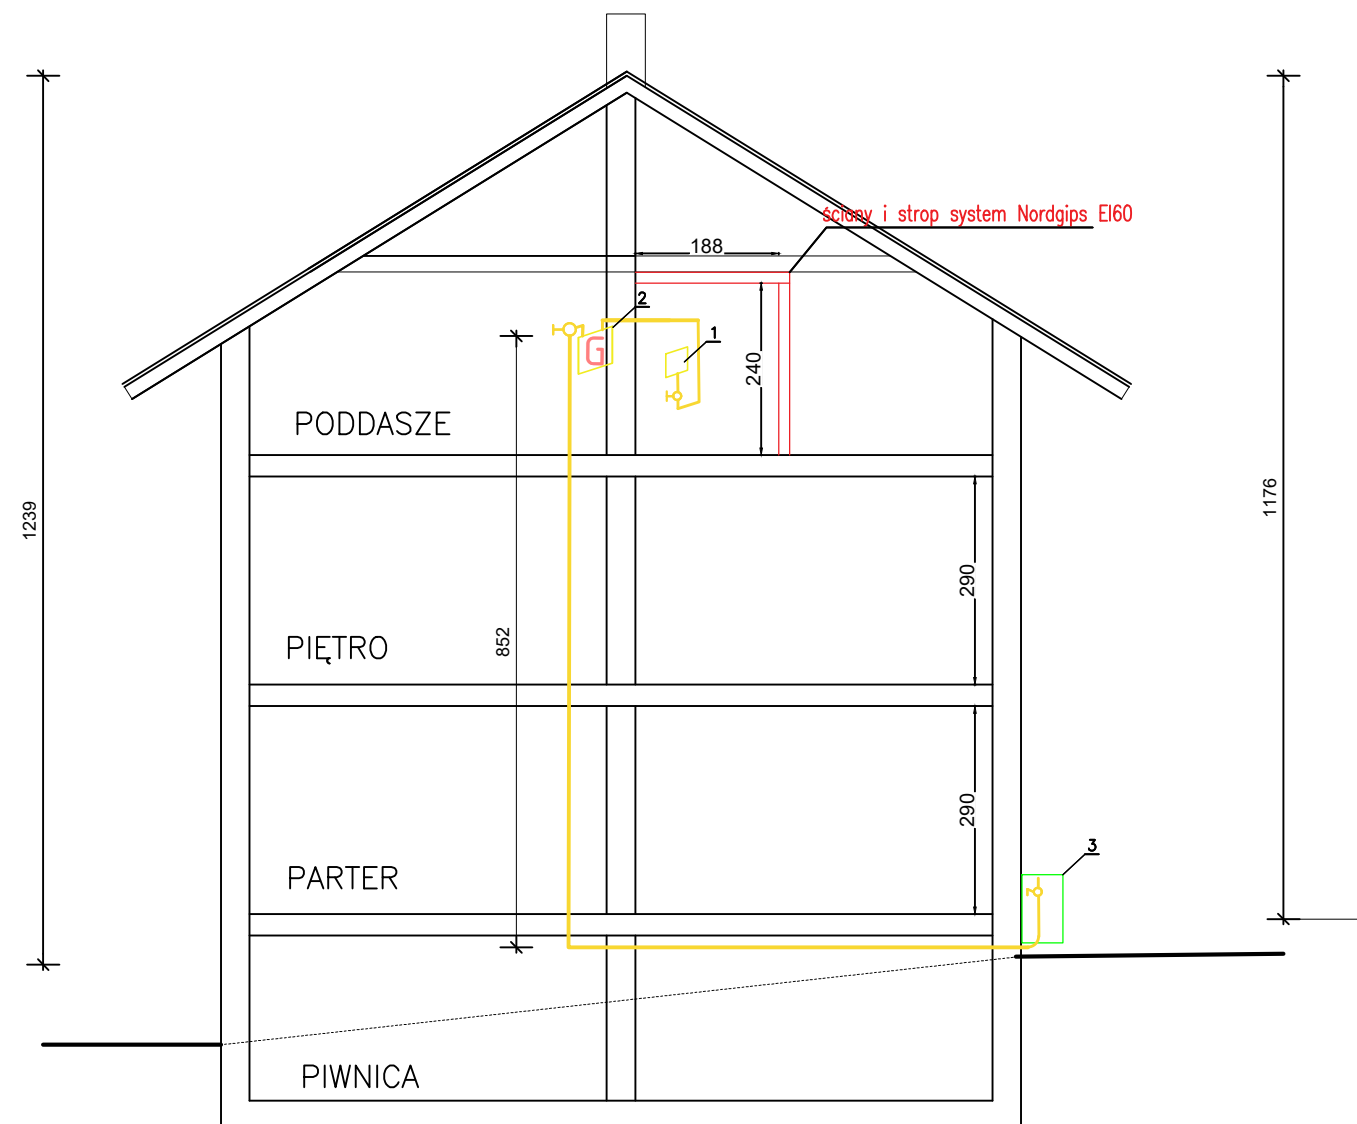 ściany i strop system Nordgips EI60
188
2
1
G
240
PODDASZE
1239
1176
290
852
PIĘTRO
290
3
PARTER
PIWNICA